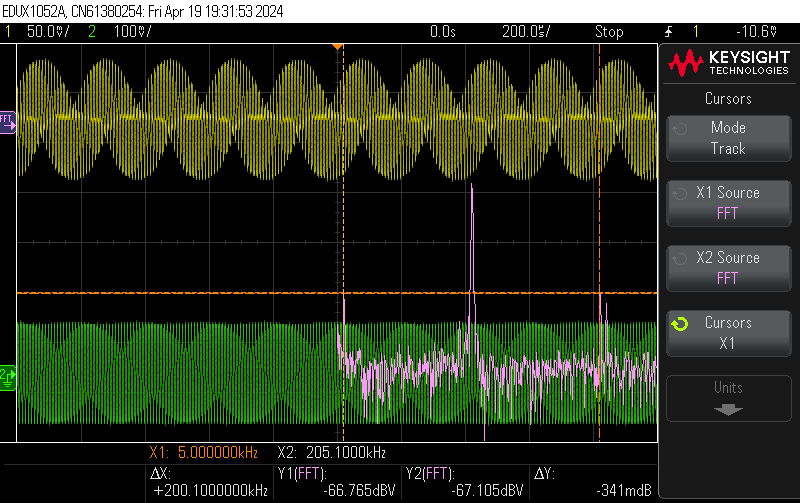 EDUX1052A, CN61380254: Fri Apr 19 19:31:53 2024
1 50.0V/ 2 100V/ 0.0s 200.0s/ Stop 1 -10.6V
KEYSIGHT
TECHNOLOGIES
Cursors
Mode
Track
X1 Source
FFT
X2 Source
FFT
Cursors
X1
Units
FFT
2
X1: 5.000000kHz X2: 205.1000kHz
ΔX:
+200.1000000kHz
Y1(FFT):
-66.765dBV
Y2(FFT):
-67.105dBV
ΔY:
-341mdB